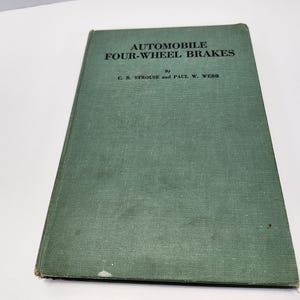 AUTOMOBILE
FOUR-WHEEL BRAKES
By
C. B. STROUSE and PAUL W. WEBB